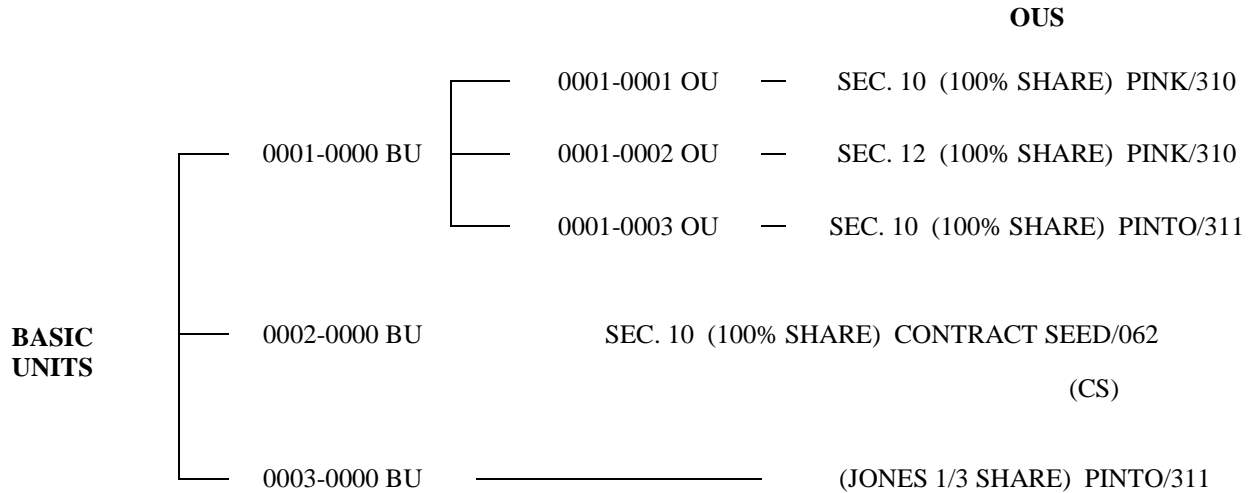 OUS
0001-0001 OU — SEC. 10 (100% SHARE) PINK/310
0001-0000 BU 0001-0002 OU — SEC. 12 (100% SHARE) PINK/310
0001-0003 OU — SEC. 10 (100% SHARE) PINTO/311
BASIC UNITS
0002-0000 BU SEC. 10 (100% SHARE) CONTRACT SEED/062
(CS)
0003-0000 BU (JONES 1/3 SHARE) PINTO/311